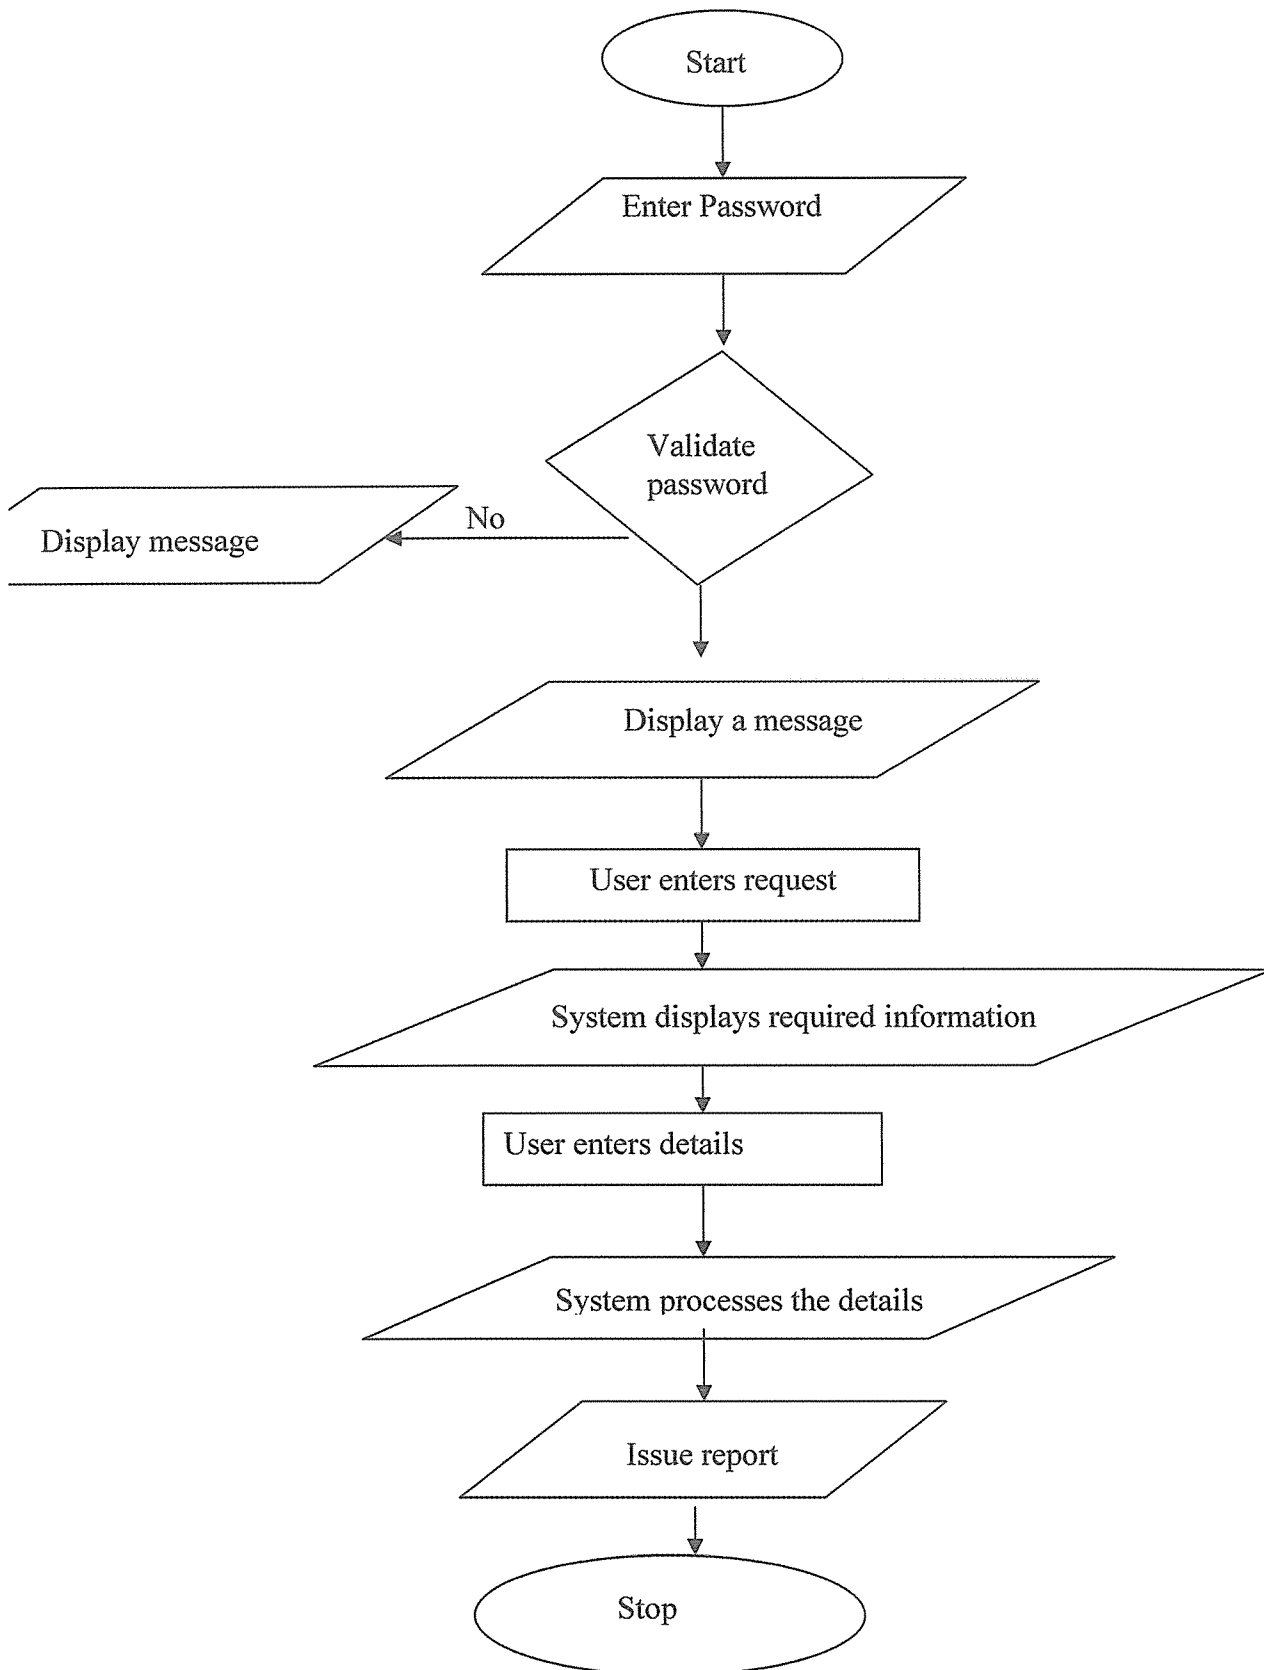 Start
Enter Password
Validate
password
No
Display message
Display a message
User enters request
System displays required information
User enters details
System processes the details
Issue report
Stop